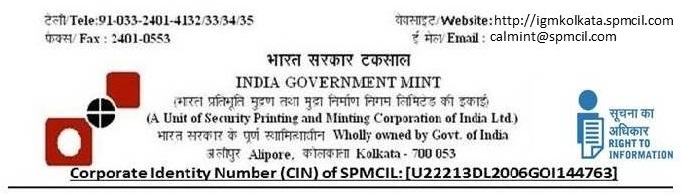 टेली/Tele:91-033-2401-4132/33/34/35
वेबसाइट/Website:http://igmkolkata.spmcil.com
फैक्स/ Fax : 2401-0553
ई मेल/ Email : calmint@spmcil.com
भारत सरकार टकसाल
INDIA GOVERNMENT MINT
(भारत प्रतिभूति मुद्रण तथा मुद्रा निर्माण निगम लिमिटेड की इकाई)
(A Unit of Security Printing and Minting Corporation of India Ltd.)
भारत सरकार के पूर्ण स्वामित्वाधीन Wholly owned by Govt. of India
अलीपुर Alipore, कोलकाता Kolkata - 700 053
सूचना का
अधिकार
RIGHT TO
INFORMATION
Corporate Identity Number (CIN) of SPMCIL: [U22213DL2006GOI144763]